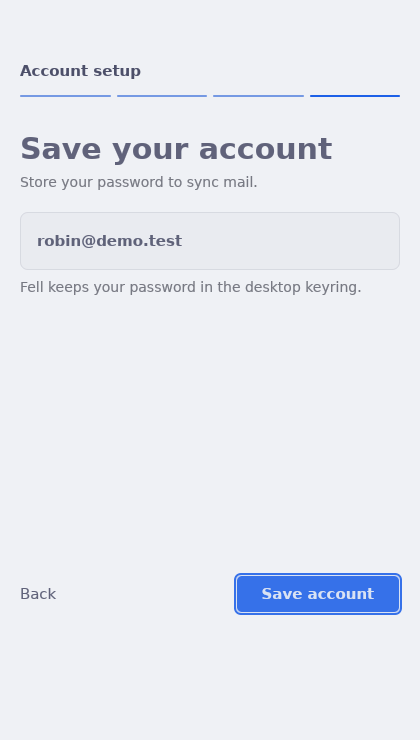 Account setup
Save your account
Store your password to sync mail.
robin@demo.test
Fell keeps your password in the desktop keyring.
Back
Save account